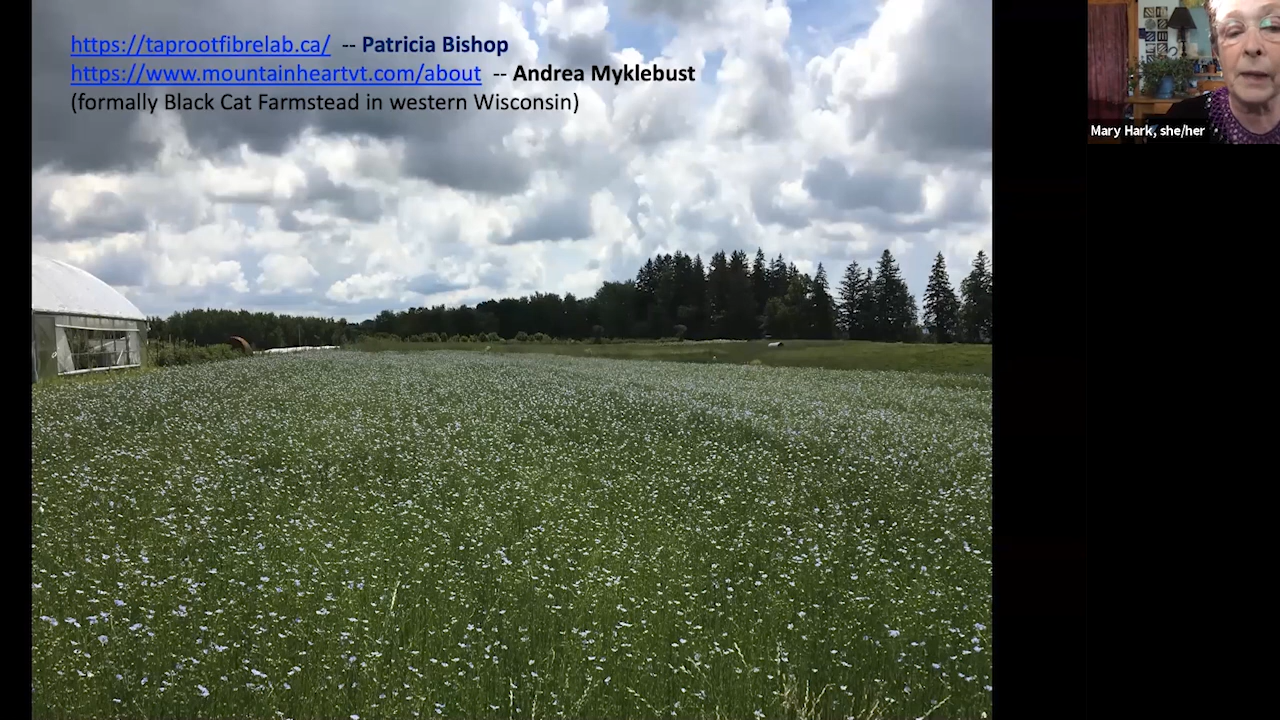 https://taprootfibrelab.ca/ -- Patricia Bishop
https://www.mountainheartvt.com/about -- Andrea Myklebust
(formally Black Cat Farmstead in western Wisconsin)
Mary Hark, she/her